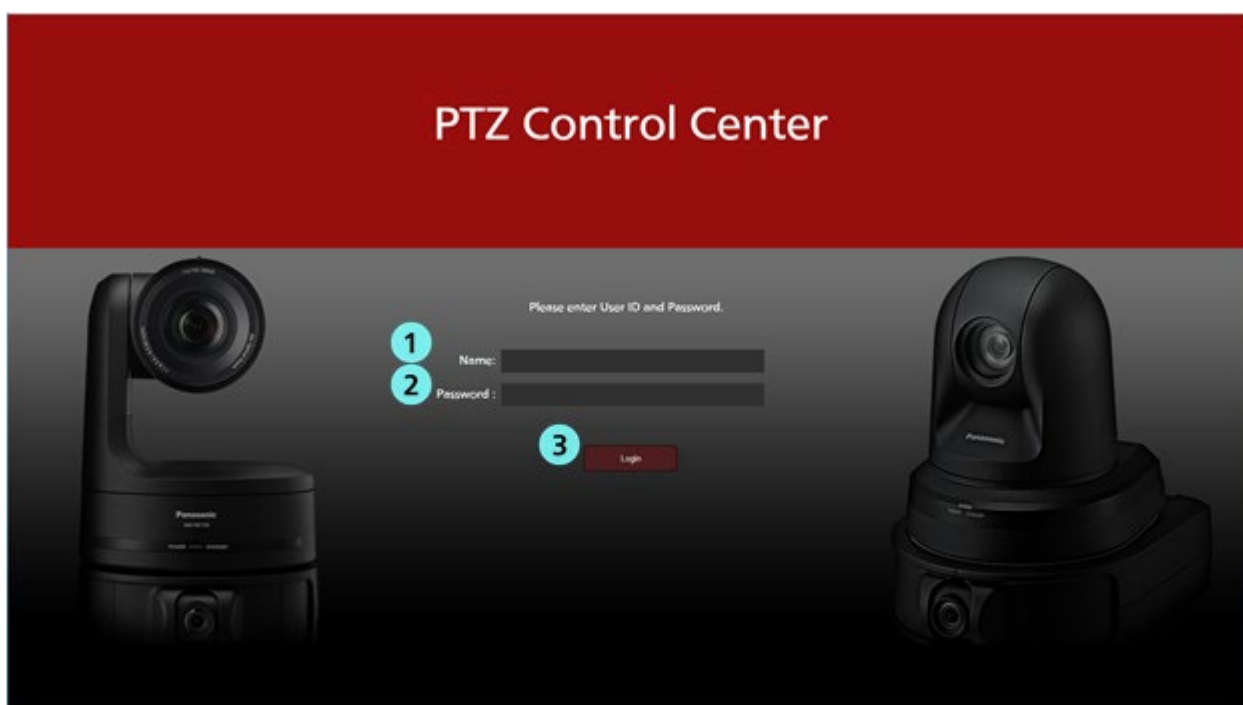 PTZ Control Center
Please enter User ID and Password.
1
Name:
2
Password :
3
Login
Panasonic
Panasonic